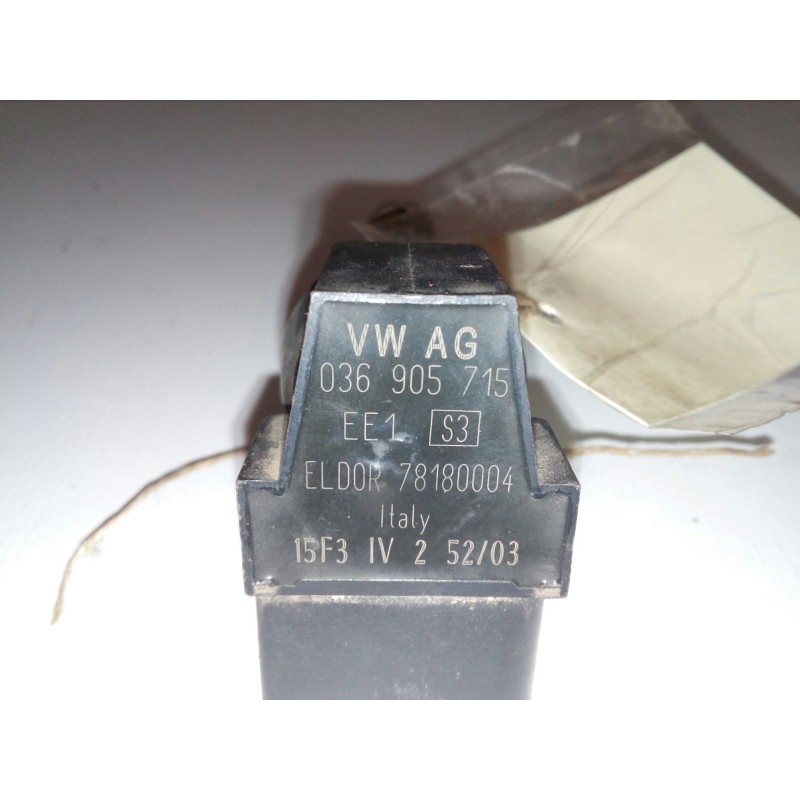 VW AG
036 905 715
EE1 S3
ELDOR 78180004
Italy
15F3 IV 2 52/03